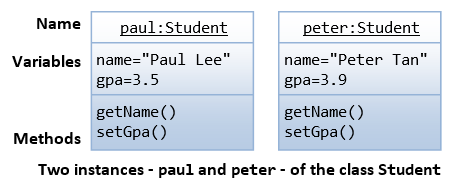 Name
paul:Student
peter:Student
Variables
name="Paul Lee"
gpa=3.5
name="Peter Tan"
gpa=3.9
Methods
getName()
setGpa()
getName()
setGpa()
Two instances - paul and peter - of the class Student